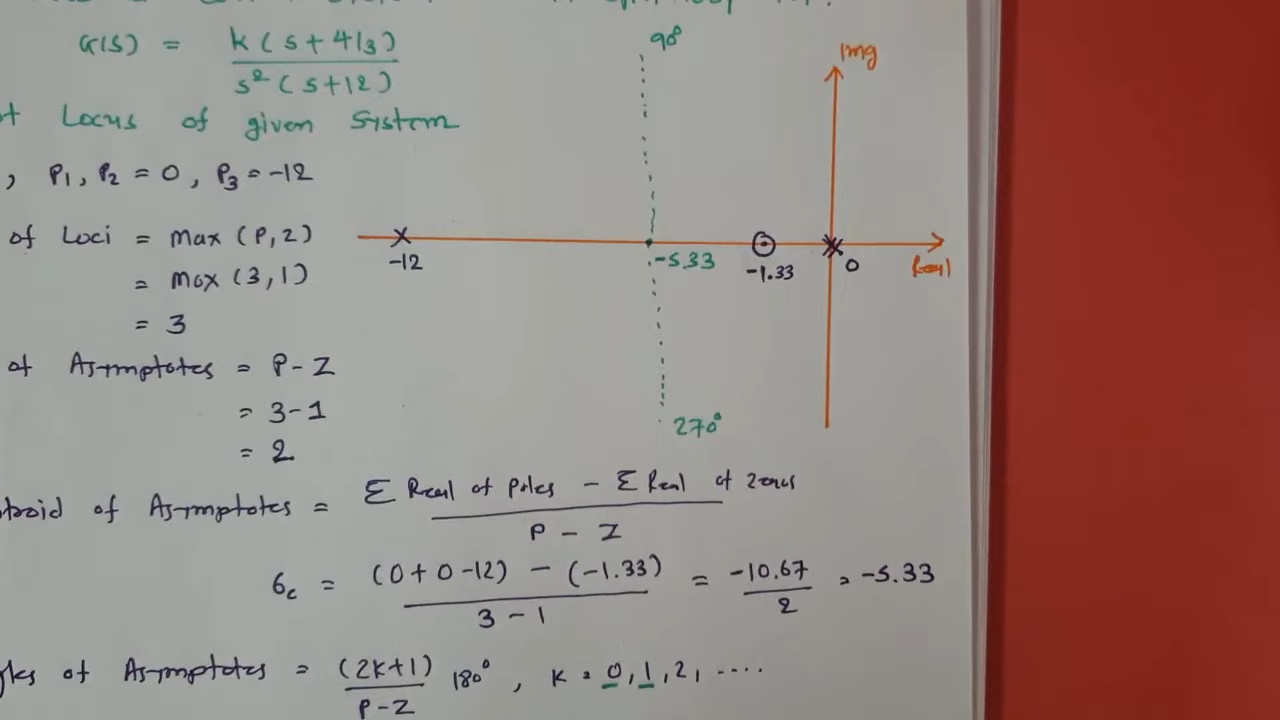 G(S) = K(S+4/3)
S²(S+12)
Locus of given System
, P1, P2 = 0, P3 = -12
of Loci = max (P,Z)
= max (3,1)
= 3
of Asymptotes = P-Z
= 3-1
= 2
of Asymptotes = Σ Real of Poles - Σ Real of Zeros
P - Z
σc = (0+0-12) - (-1.33) = -10.67 = -5.33
3-1
2
of Asymptotes = (2K+1) 180°, K = 0,1,2,....
P-Z
90°
Img
-12
-5.33
-1.33
0
Real
270°